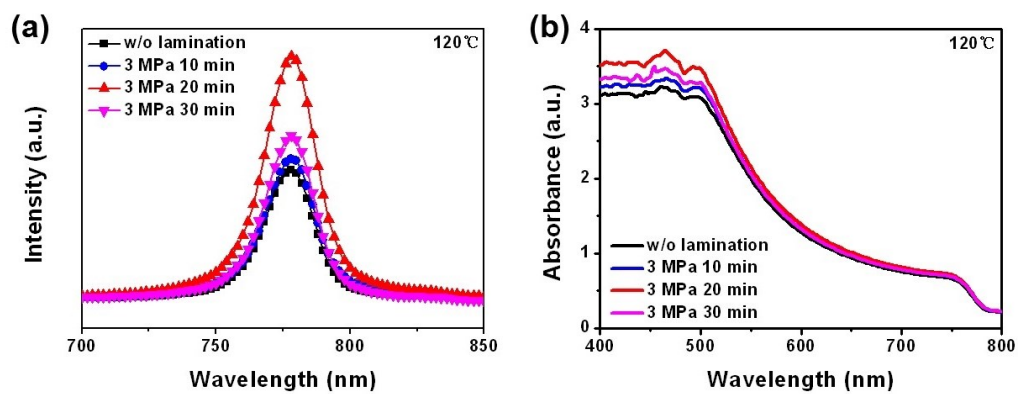 (a)
120℃
w/o lamination
3 MPa 10 min
3 MPa 20 min
3 MPa 30 min
Intensity (a.u.)
700 750 800 850
Wavelength (nm)
(b)
120℃
4
3
2
1
0
Absorbance (a.u.)
w/o lamination
3 MPa 10 min
3 MPa 20 min
3 MPa 30 min
400 500 600 700 800
Wavelength (nm)